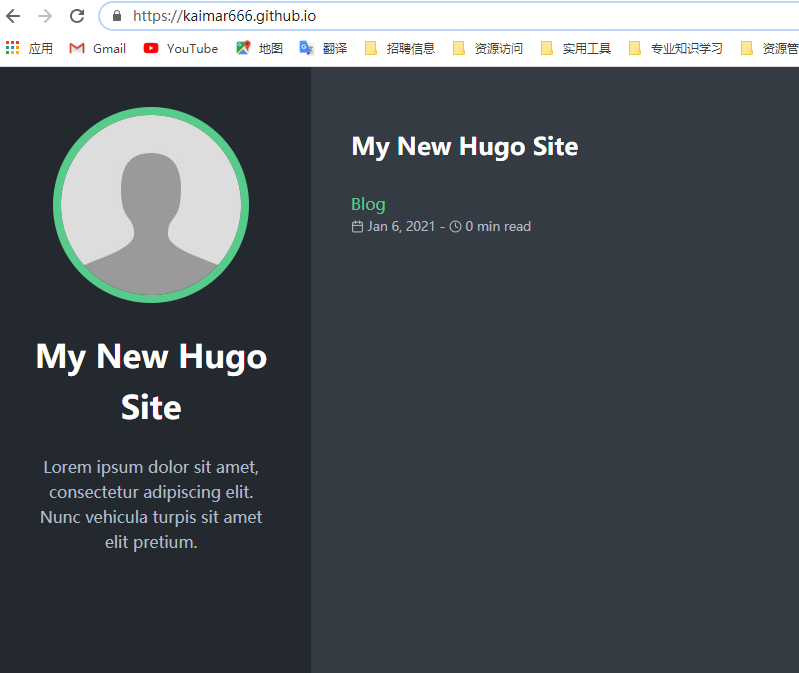 https://kaimar666.github.io
应用 Gmail YouTube 地图 翻译 招聘信息 资源访问 实用工具 专业知识学习 资源管
My New Hugo
Site
Lorem ipsum dolor sit amet,
consectetur adipiscing elit.
Nunc vehicula turpis sit amet
elit pretium.
My New Hugo Site
Blog
Jan 6, 2021 - 0 min read